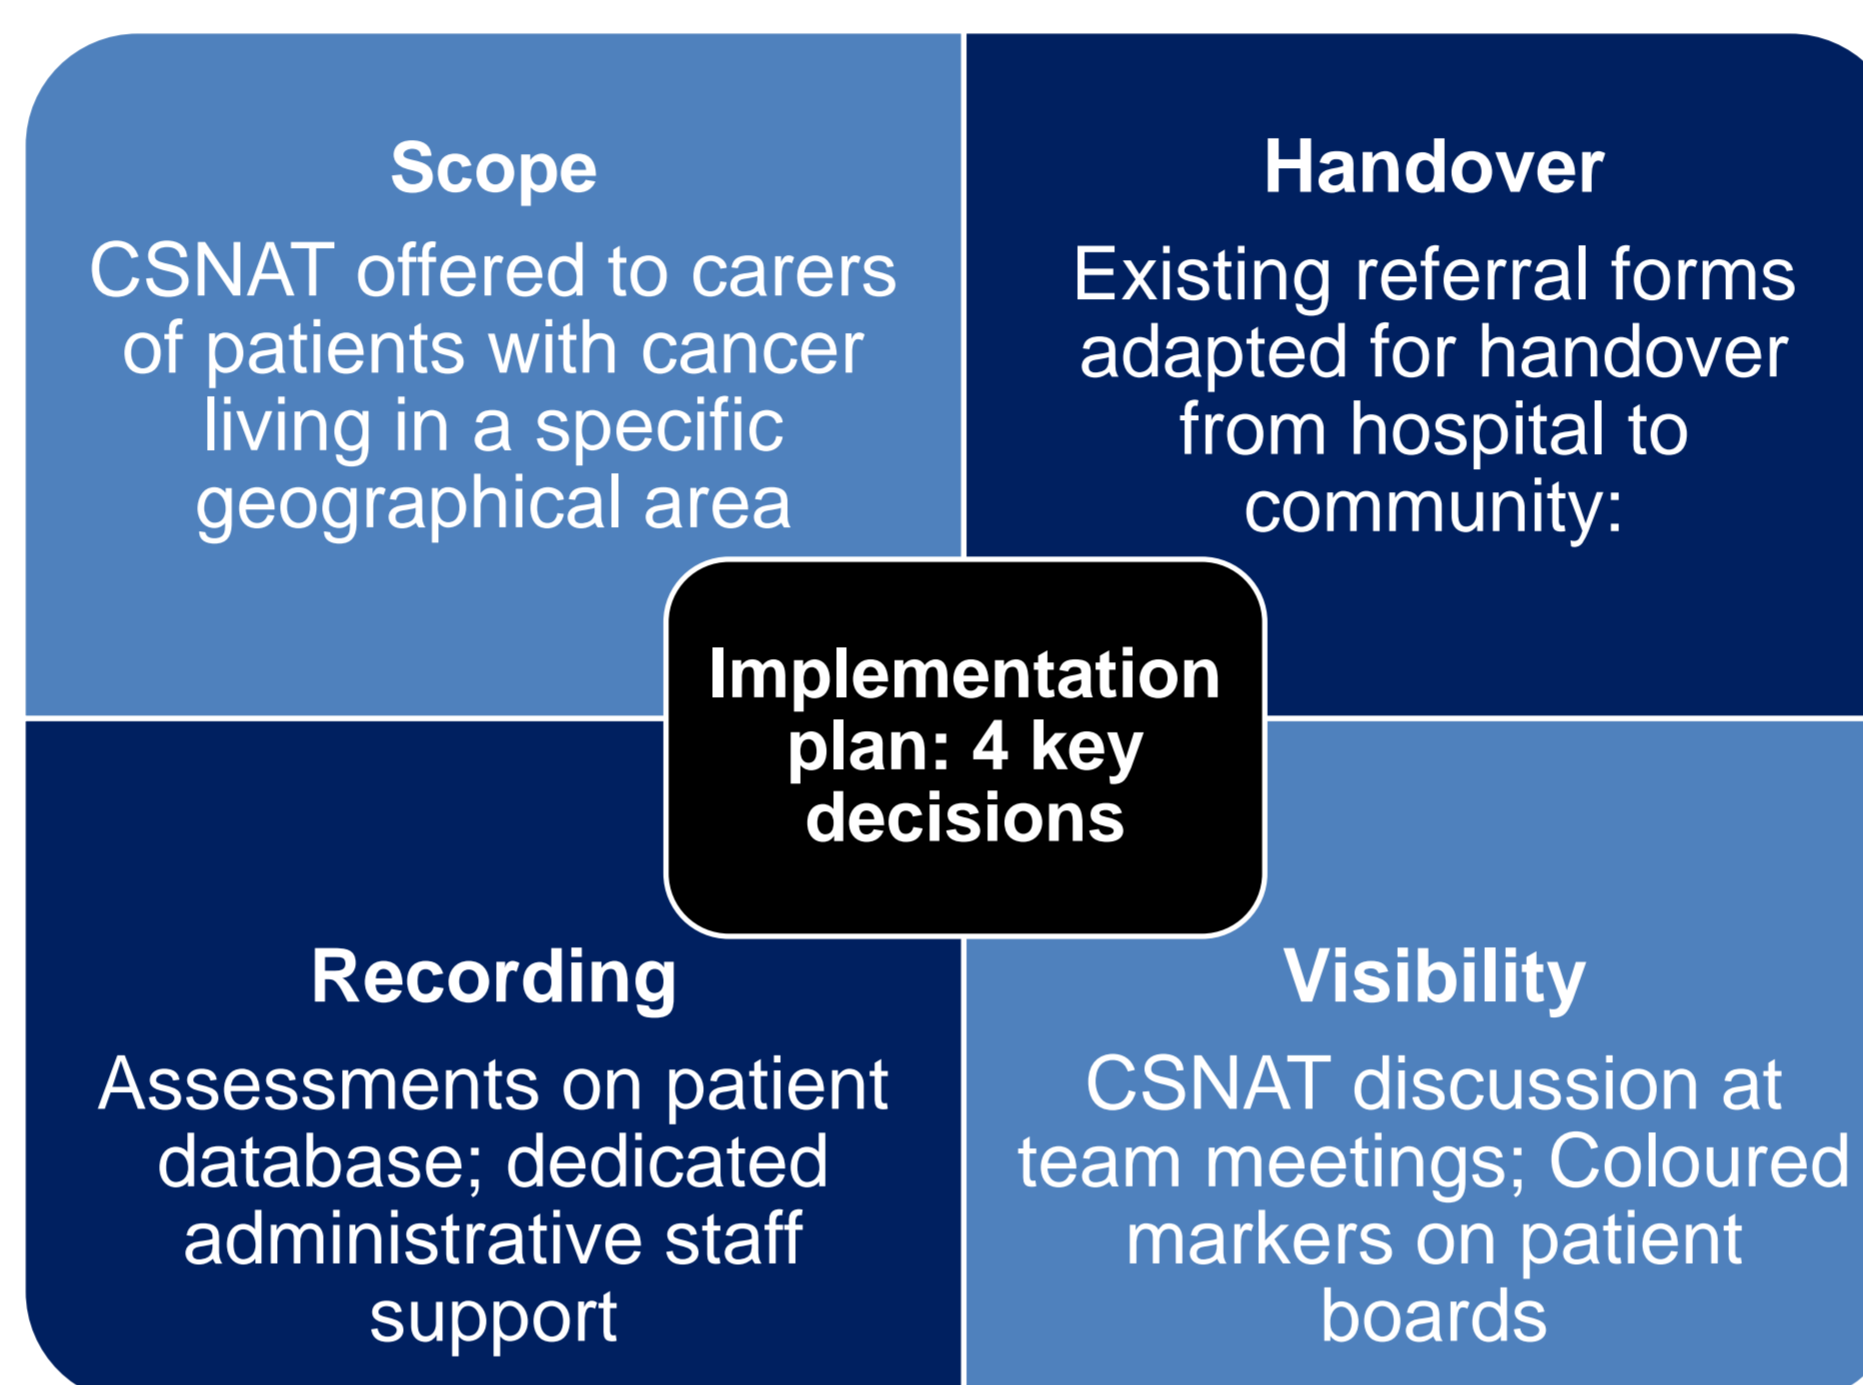 Scope
CSNAT offered to carers
of patients with cancer
living in a specific
geographical area
Handover
Existing referral forms
adapted for handover
from hospital to
community:
Implementation
plan: 4 key
decisions
Recording
Assessments on patient
database; dedicated
administrative staff
support
Visibility
CSNAT discussion at
team meetings; Coloured
markers on patient
boards